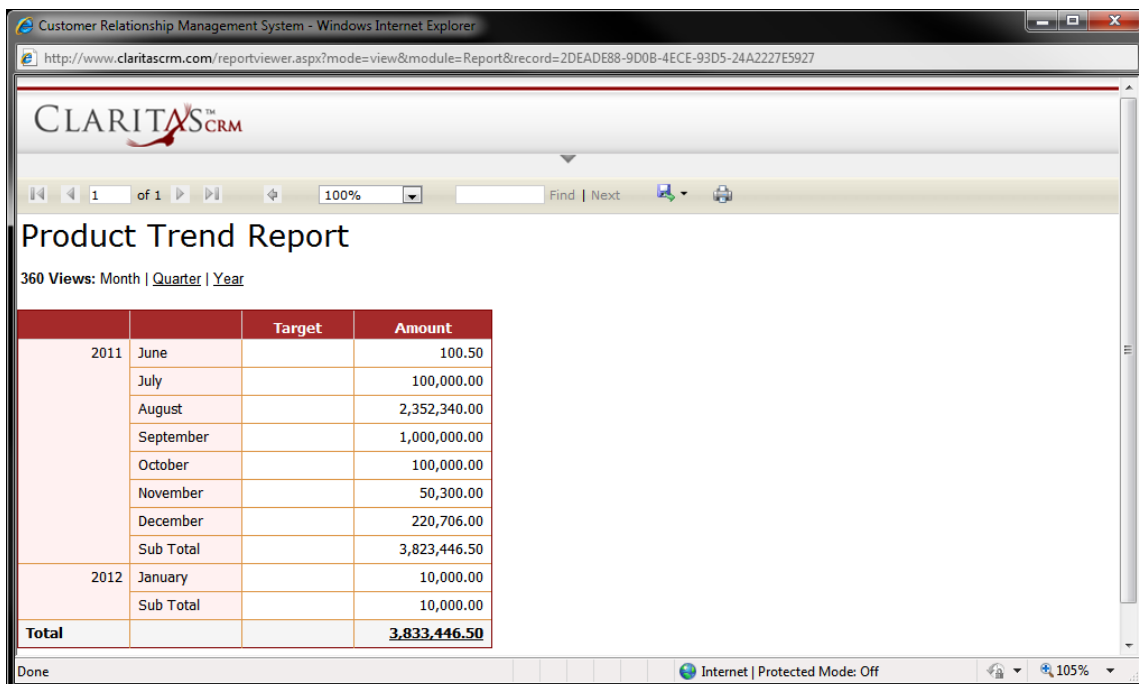 Customer Relationship Management System - Windows Internet Explorer
http://www.claritascrm.com/reportviewer.aspx?mode=view&module=Report&record=2DEADE88-9D0B-4ECE-93D5-24A2227E5927
CLARITAS™CRM
1 of 1 100% Find | Next
Product Trend Report
360 Views: Month | Quarter | Year
Target Amount
2011 June 100.50
July 100,000.00
August 2,352,340.00
September 1,000,000.00
October 100,000.00
November 50,300.00
December 220,706.00
Sub Total 3,823,446.50
2012 January 10,000.00
Sub Total 10,000.00
Total 3,833,446.50
Done Internet | Protected Mode: Off 105%